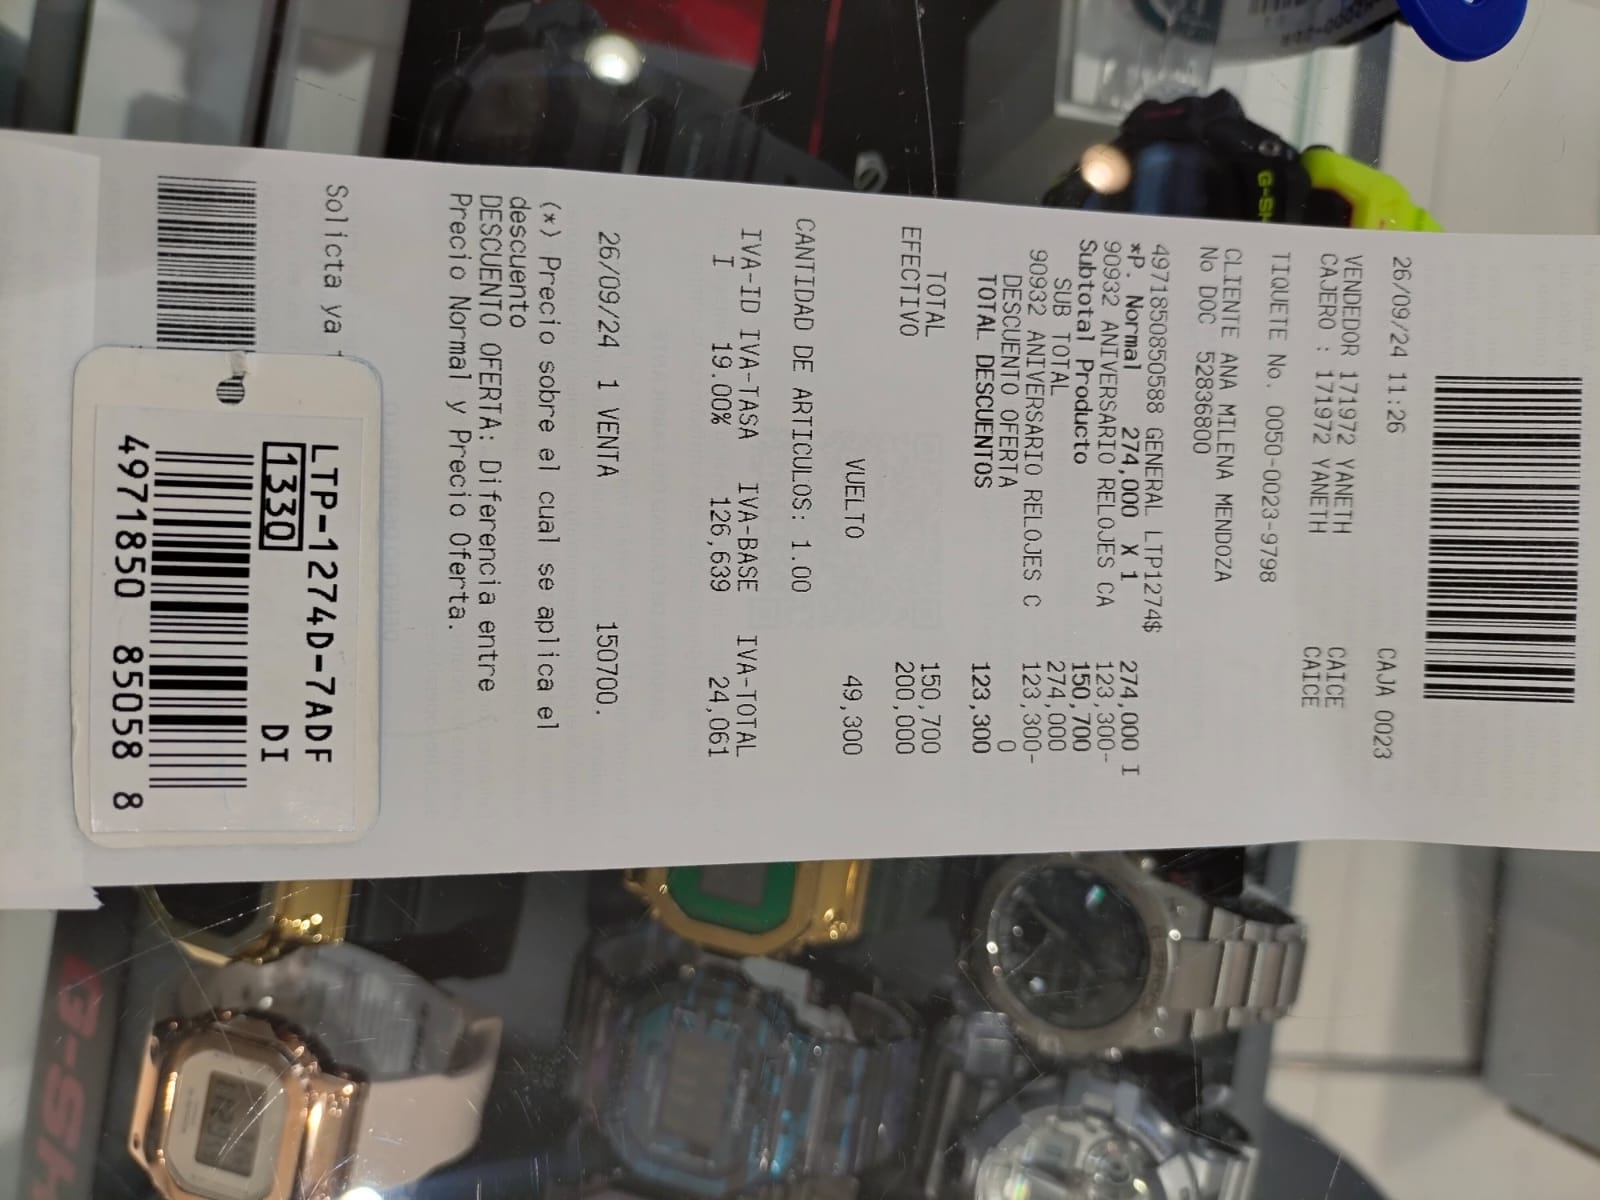 26/09/24 11:26 CAJA 0023
VENDEDOR 171972 YANETH CAICE
CAJERO : 171972 YANETH CAICE
TIQUETE No. 0050-0023-9798
CLIENTE ANA MILENA MENDOZA
No DOC 52836800
4971850850588 GENERAL LTP1274$
*P. Normal 274,000 X 1 274,000 I
90932 ANIVERSARIO RELOJES CA 123,300-
Subtotal Producto 150,700
SUB TOTAL 274,000
90932 ANIVERSARIO RELOJES C 123,300-
DESCUENTO OFERTA 0
TOTAL DESCUENTOS 123,300
TOTAL 150,700
EFECTIVO 200,000
VUELTO 49,300
CANTIDAD DE ARTICULOS: 1.00
IVA-ID IVA-TASA IVA-BASE IVA-TOTAL
I 19.00% 126,639 24,061
26/09/24 1 VENTA 150700.
(*) Precio sobre el cual se aplica el
descuento
DESCUENTO OFERTA: Diferencia entre
Precio Normal y Precio Oferta.
Solicta ya
LTP-1274D-7ADF
1330 DI
4971850 85058 8
G-SH